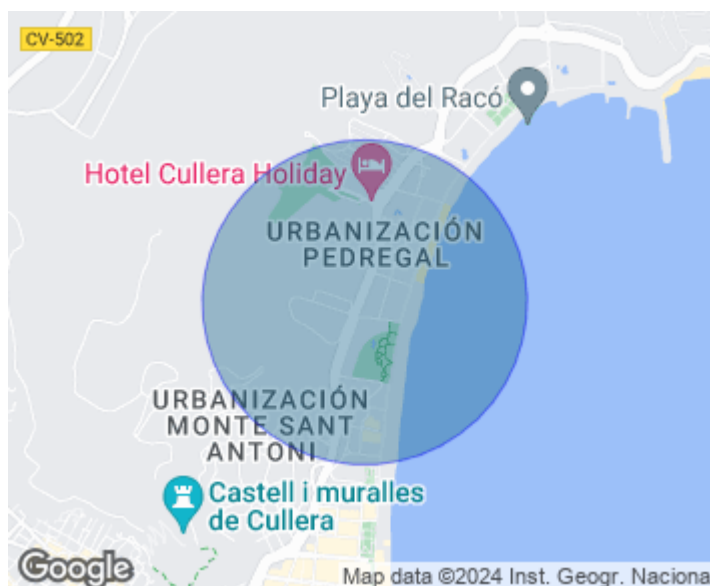 CV-502
Playa del Racó
Hotel Cullera Holiday
URBANIZACIÓN
PEDREGAL
URBANIZACIÓN
MONTE SANT
ANTONI
Castell i muralles
de Cullera
Google
Map data ©2024 Inst. Geogr. Naciona